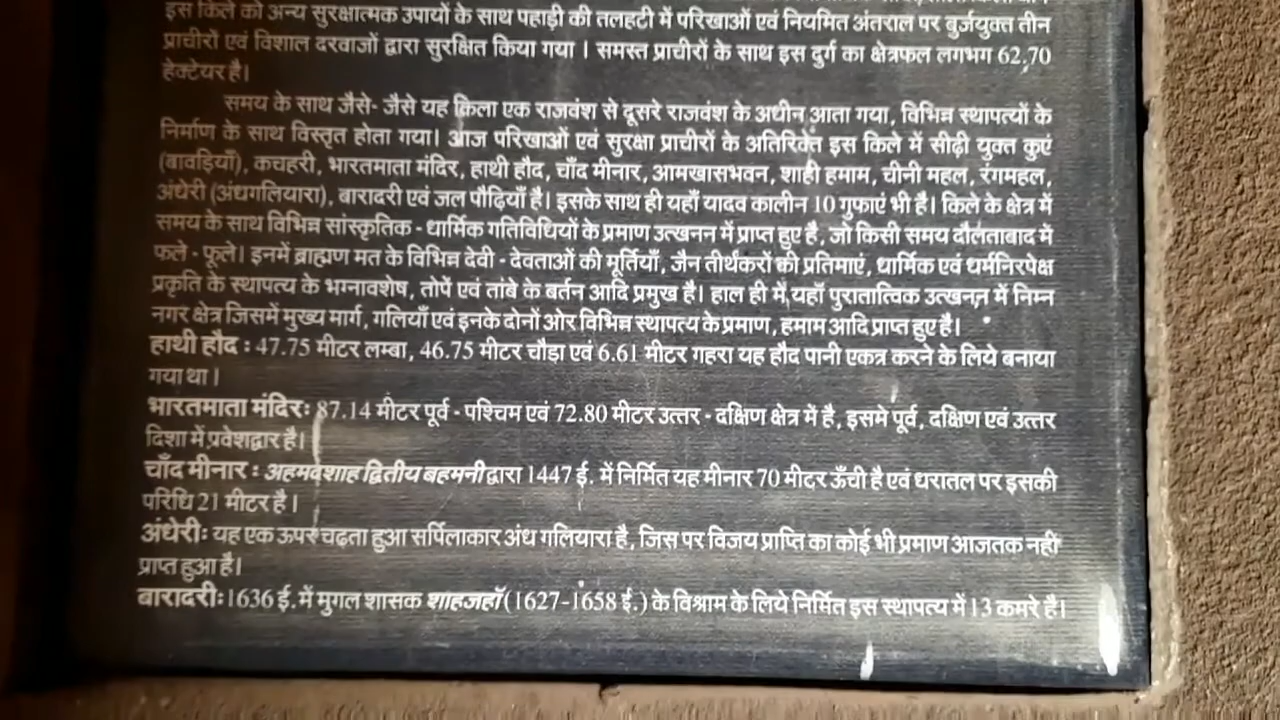 इस किले को अन्य सुरक्षात्मक उपायों के साथ पहाड़ी की तलहटी में परिखाओं एवं नियमित अंतराल पर बुर्जयुक्त तीन
प्राचीरों एवं विशाल दरवाजों द्वारा सुरक्षित किया गया । समस्त प्राचीरों के साथ इस दुर्ग का क्षेत्रफल लगभग 62.70
हेक्टेयर है।
समय के साथ जैसे- जैसे यह क़िला एक राजवंश से दूसरे राजवंश के अधीन आता गया, विभिन्न स्थापत्यों के
निर्माण के साथ विस्तृत होता गया। आज परिखाओं एवं सुरक्षा प्राचीरों के अतिरिक्त इस किले में सीढ़ी युक्त कुएं
(बावड़ियाँ), कचहरी, भारतमाता मंदिर, हाथी हौद, चाँद मीनार, आमखासभवन, शाही हमाम, चीनी महल, रंगमहल,
अंधेरी (अंधगलियारा), बारादरी एवं जल पौढ़ियाँ है। इसके साथ ही यहाँ यादव कालीन 10 गुफाएं भी है। किले के क्षेत्र में
समय के साथ विभिन्न सांस्कृतिक - धार्मिक गतिविधियों के प्रमाण उत्खनन में प्राप्त हुए है, जो किसी समय दौलताबाद में
फले - फूले। इनमें ब्राह्मण मत के विभिन्न देवी - देवताओं की मूर्तियाँ, जैन तीर्थंकरों की प्रतिमाएं, धार्मिक एवं धर्मनिरपेक्ष
प्रकृति के स्थापत्य के भग्नावशेष, तोपें एवं तांबे के बर्तन आदि प्रमुख है। हाल ही में यहाँ पुरातात्विक उत्खनन में निम्न
नगर क्षेत्र जिसमें मुख्य मार्ग, गलियाँ एवं इनके दोनों ओर विभिन्न स्थापत्य के प्रमाण, हमाम आदि प्राप्त हुए है।
हाथी हौद : 47.75 मीटर लम्बा, 46.75 मीटर चौड़ा एवं 6.61 मीटर गहरा यह हौद पानी एकत्र करने के लिये बनाया
गया था ।
भारतमाता मंदिरः 87.14 मीटर पूर्व - पश्चिम एवं 72.80 मीटर उत्तर - दक्षिण क्षेत्र में है, इसमे पूर्व, दक्षिण एवं उत्तर
दिशा में प्रवेशद्वार है।
चाँद मीनार : अहमदशाह द्वितीय बहमनी द्वारा 1447 ई. में निर्मित यह मीनार 70 मीटर ऊँची है एवं धरातल पर इसकी
परिधि 21 मीटर है ।
अंधेरीः यह एक ऊपर चढ़ता हुआ सर्पिलाकार अंध गलियारा है, जिस पर विजय प्राप्ति का कोई भी प्रमाण आजतक नहीं
प्राप्त हुआ है।
बारादरीः 1636 ई. में मुगल शासक शाहजहाँ (1627-1658 ई.) के विश्राम के लिये निर्मित इस स्थापत्य में 13 कमरे है।